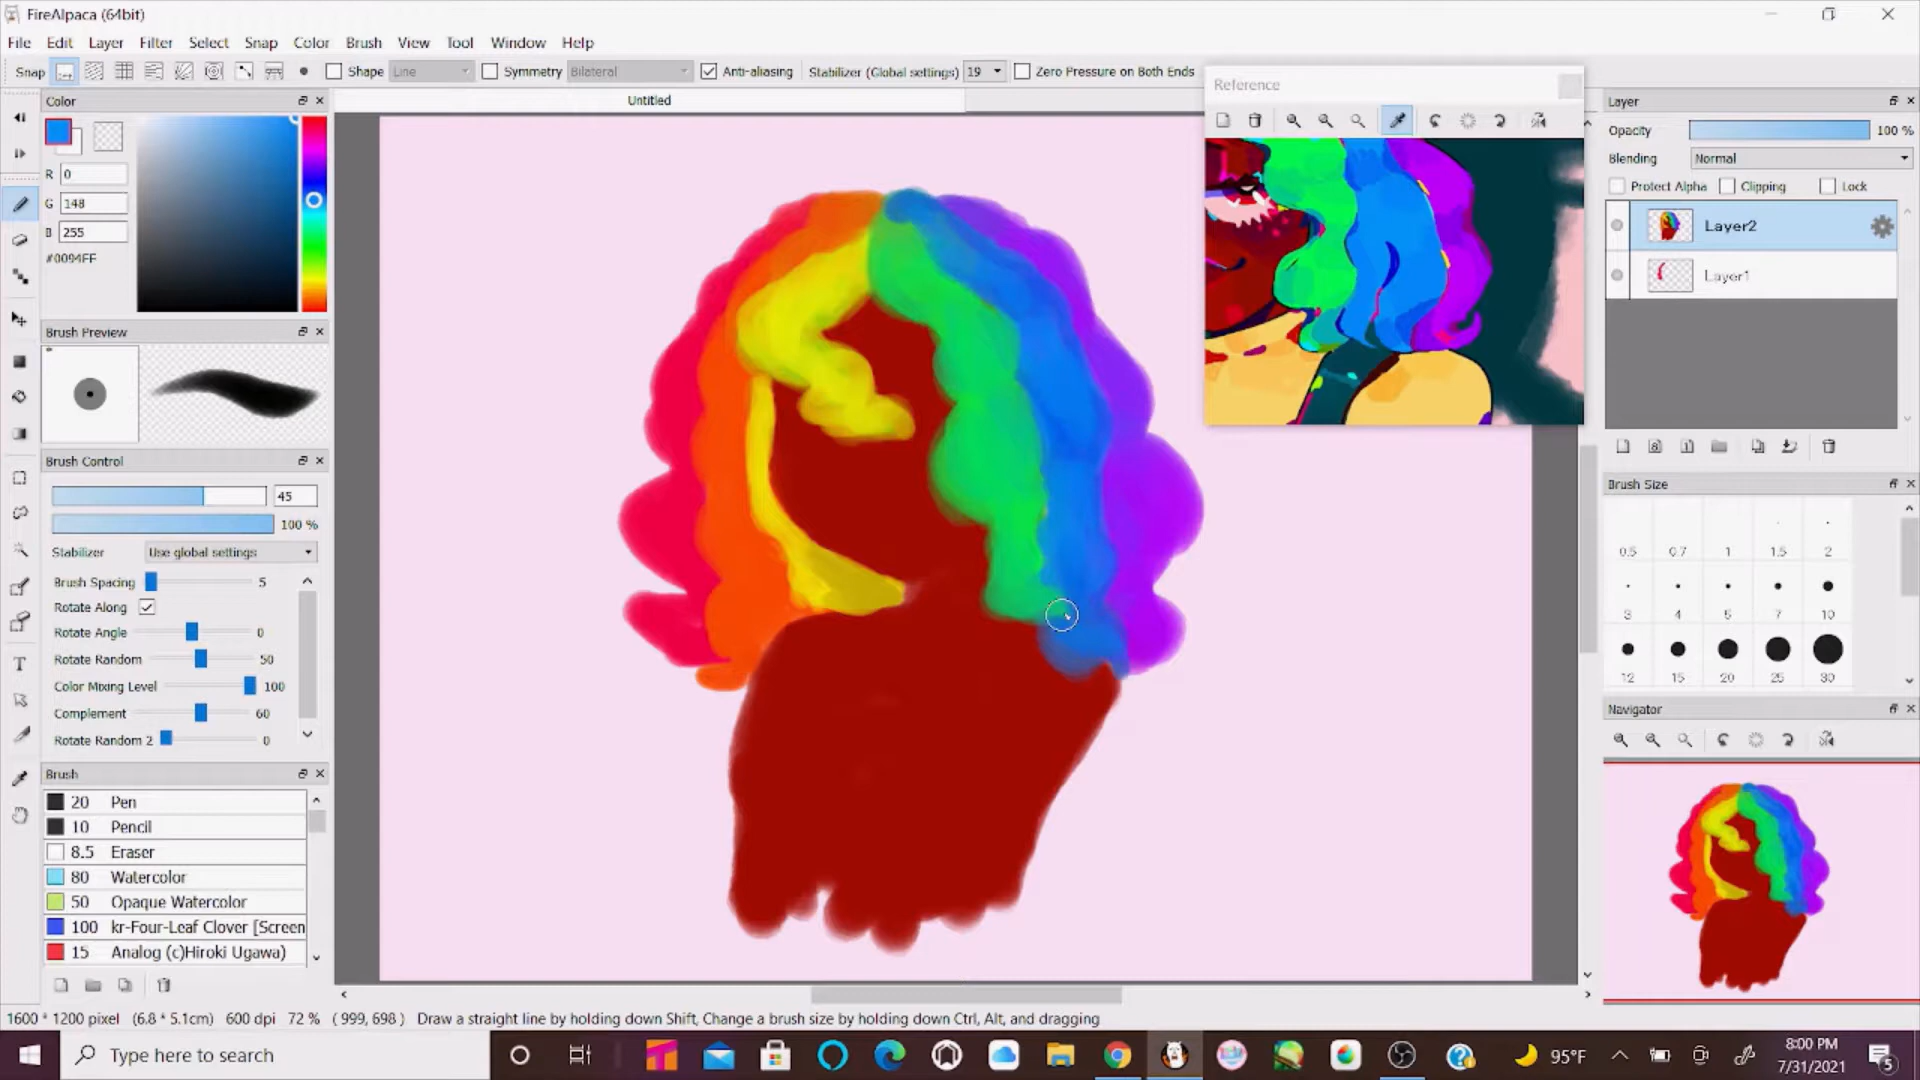 FireAlpaca (64bit)
File Edit Layer Filter Select Snap Color Brush View Tool Window Help
Snap Shape Line Symmetry Bilateral Anti-aliasing Stabilizer (Global settings) 19 Zero Pressure on Both Ends
Color
Untitled
R 0
G 148
B 255
#0094FF
Brush Preview
Brush Control
45
100 %
Stabilizer Use global settings
Brush Spacing 5
Rotate Along
Rotate Angle 0
Rotate Random 50
Color Mixing Level 100
Complement 60
Rotate Random 2 0
Brush
20 Pen
10 Pencil
8.5 Eraser
80 Watercolor
50 Opaque Watercolor
100 kr-Four-Leaf Clover [Screen
15 Analog (c)Hiroki Ugawa)
Reference
Layer
Opacity 100 %
Blending Normal
Protect Alpha Clipping Lock
Layer2
Layer1
Brush Size
0.5 0.7 1 1.5 2
3 4 5 7 10
12 15 20 25 30
Navigator
1600 * 1200 pixel (6.8 * 5.1cm) 600 dpi 72 % ( 999, 698 ) Draw a straight line by holding down Shift, Change a brush size by holding down Ctrl, Alt, and dragging
Type here to search
95°F
8:00 PM
7/31/2021
5